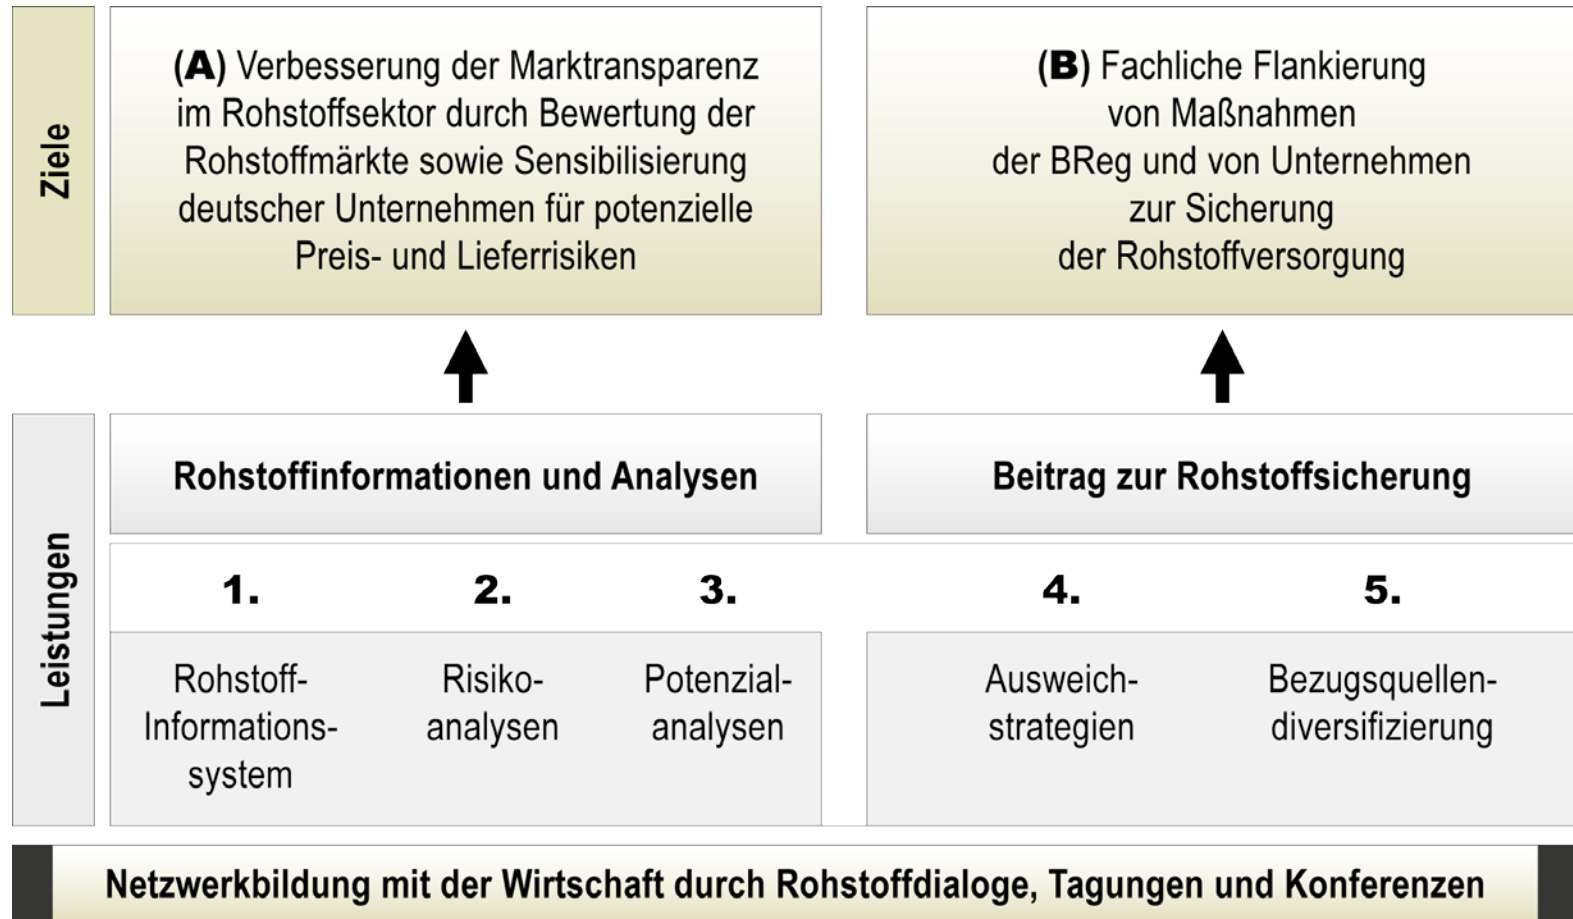 Ziele
(A) Verbesserung der Marktransparenz
im Rohstoffsektor durch Bewertung der
Rohstoffmärkte sowie Sensibilisierung
deutscher Unternehmen für potenzielle
Preis- und Lieferrisiken
(B) Fachliche Flankierung
von Maßnahmen
der BReg und von Unternehmen
zur Sicherung
der Rohstoffversorgung
Leistungen
Rohstoffinformationen und Analysen
Beitrag zur Rohstoffsicherung
1.
Rohstoff-
Informations-
system
2.
Risiko-
analysen
3.
Potenzial-
analysen
4.
Ausweich-
strategien
5.
Bezugsquellen-
diversifizierung
Netzwerkbildung mit der Wirtschaft durch Rohstoffdialoge, Tagungen und Konferenzen